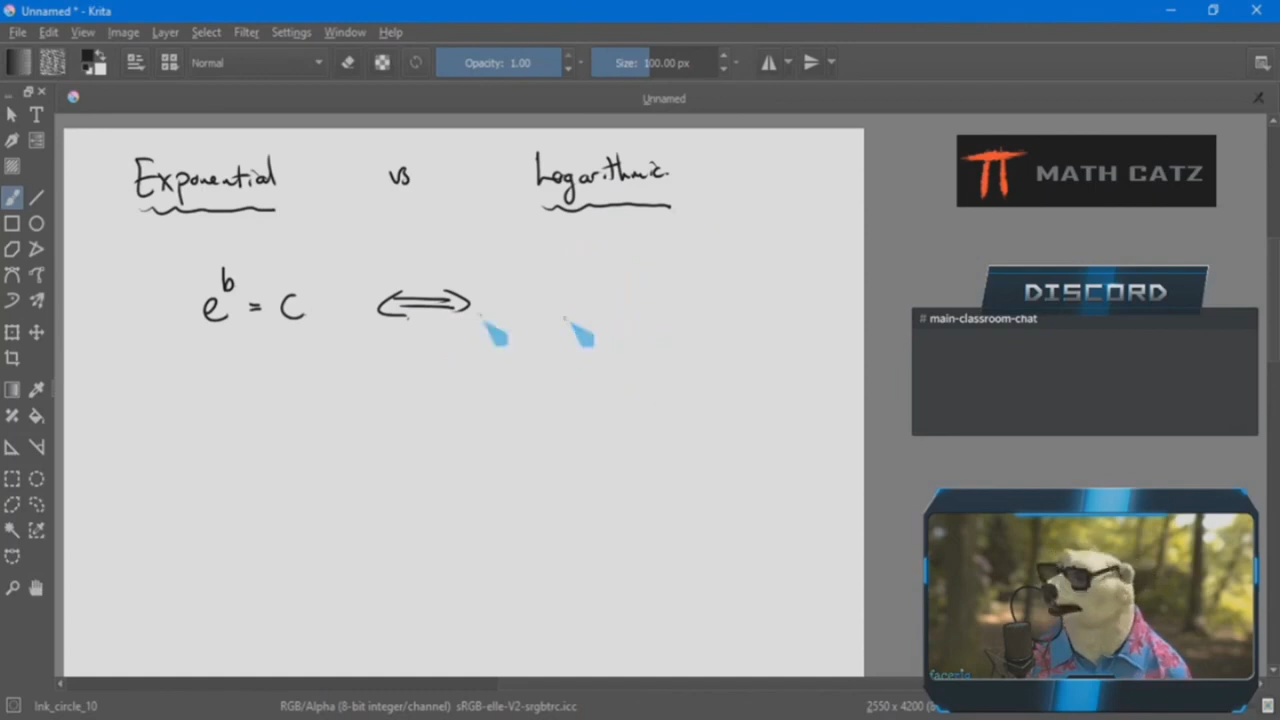 Unnamed * - Krita
File Edit View Image Layer Select Filter Settings Window Help
Normal Opacity: 1.00 Size: 100.00 px
Unnamed
Exponential vs Logarithmic
e^b = c ⟺
π MATH CATZ
DISCORD
# main-classroom-chat
facerig
Ink_circle_10 RGB/Alpha (8-bit integer/channel) sRGB-elle-V2-srgbtrc.icc 2550 x 4200 (8